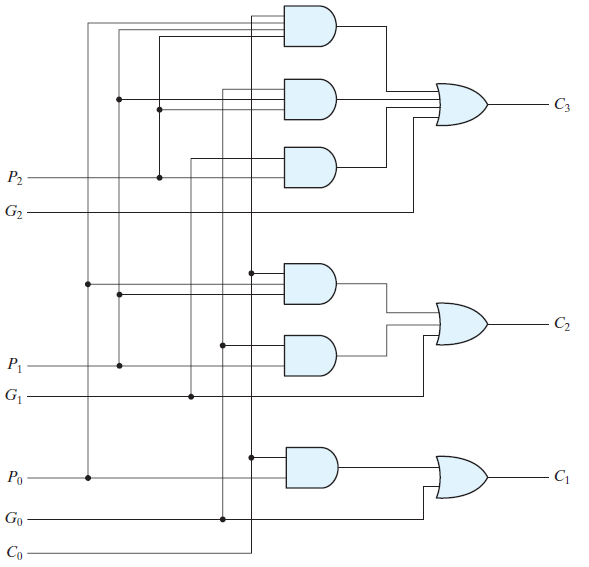 C₃
P₂
G₂
C₂
P₁
G₁
P₀
C₁
G₀
C₀